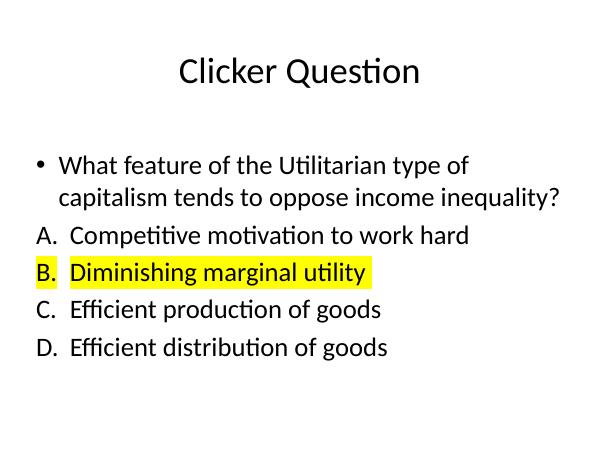 Clicker Question
• What feature of the Utilitarian type of
capitalism tends to oppose income inequality?
A. Competitive motivation to work hard
B. Diminishing marginal utility
C. Efficient production of goods
D. Efficient distribution of goods